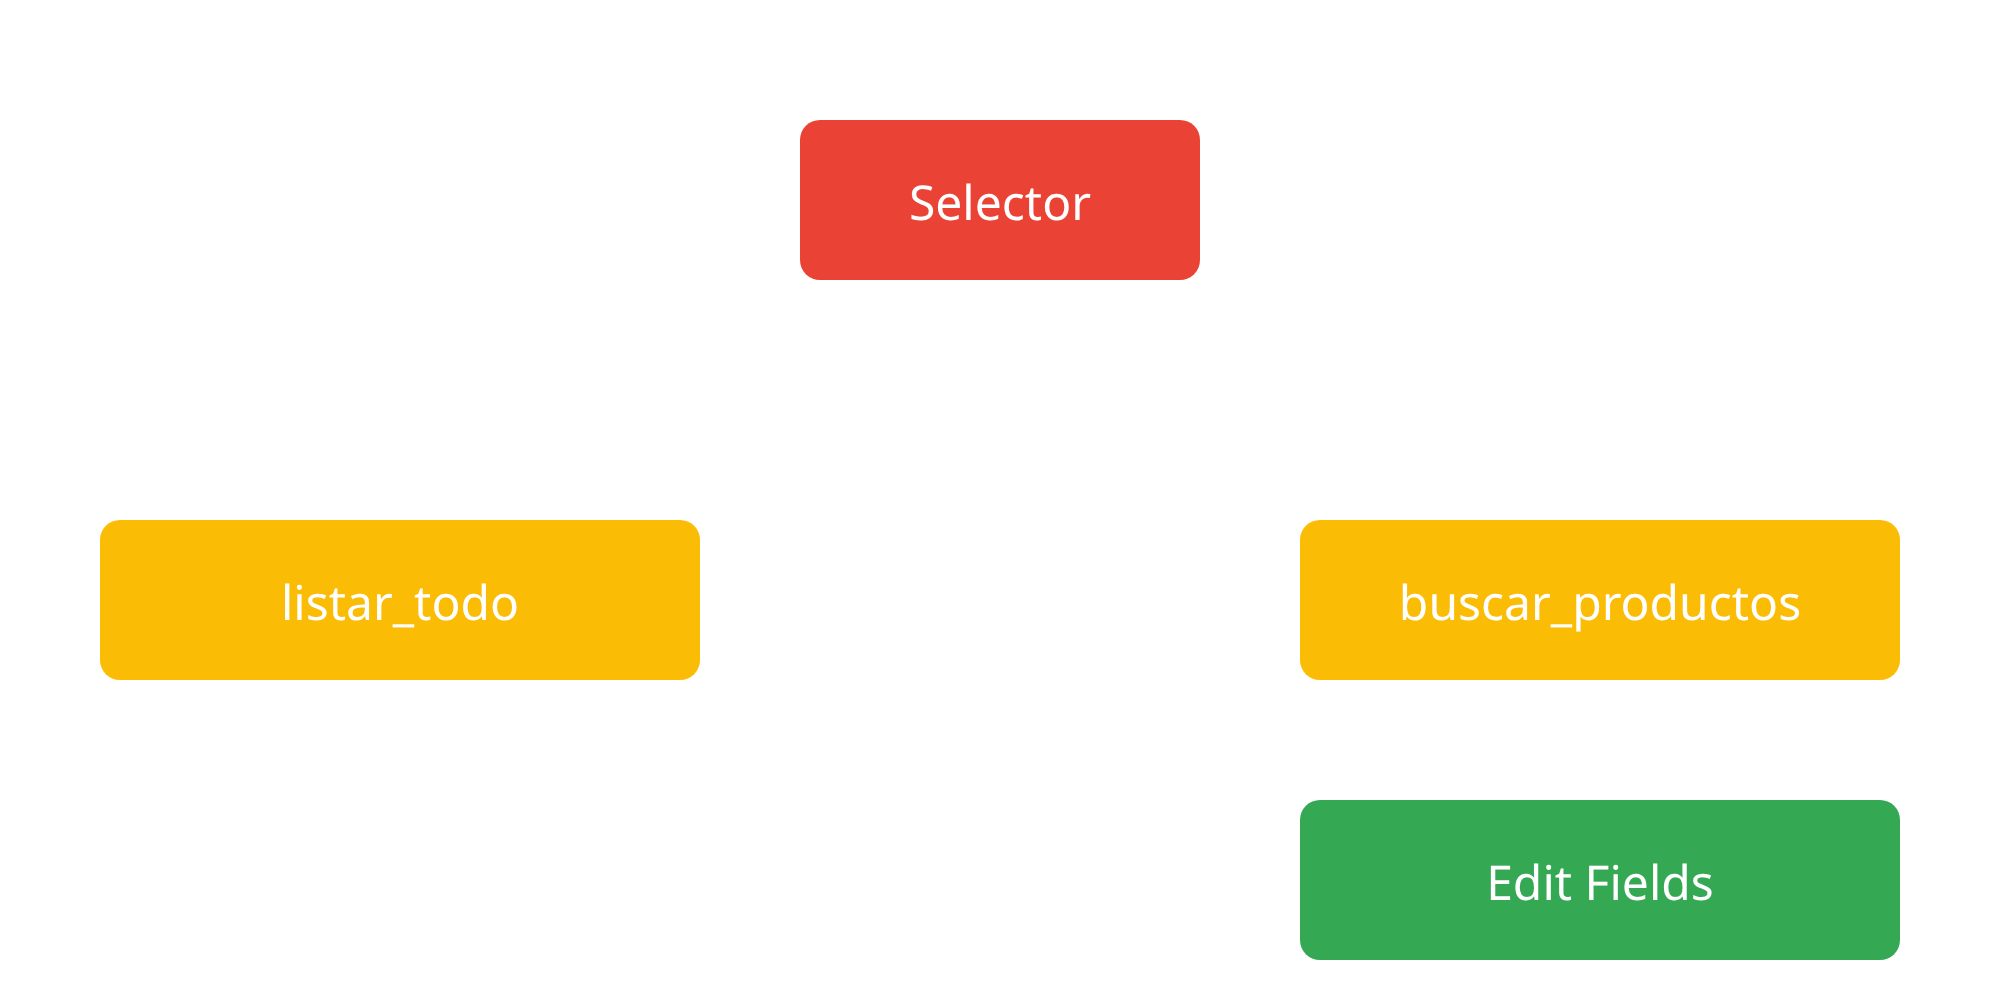 Selector
listar_todo
buscar_productos
Edit Fields